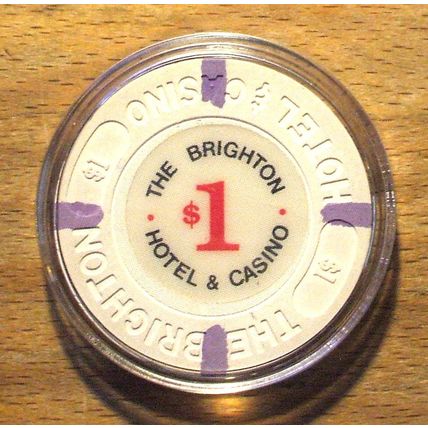 THE BRIGHTON
$1
HOTEL & CASINO
THE BRIGHTON
$1
HOTEL & CASINO
$1